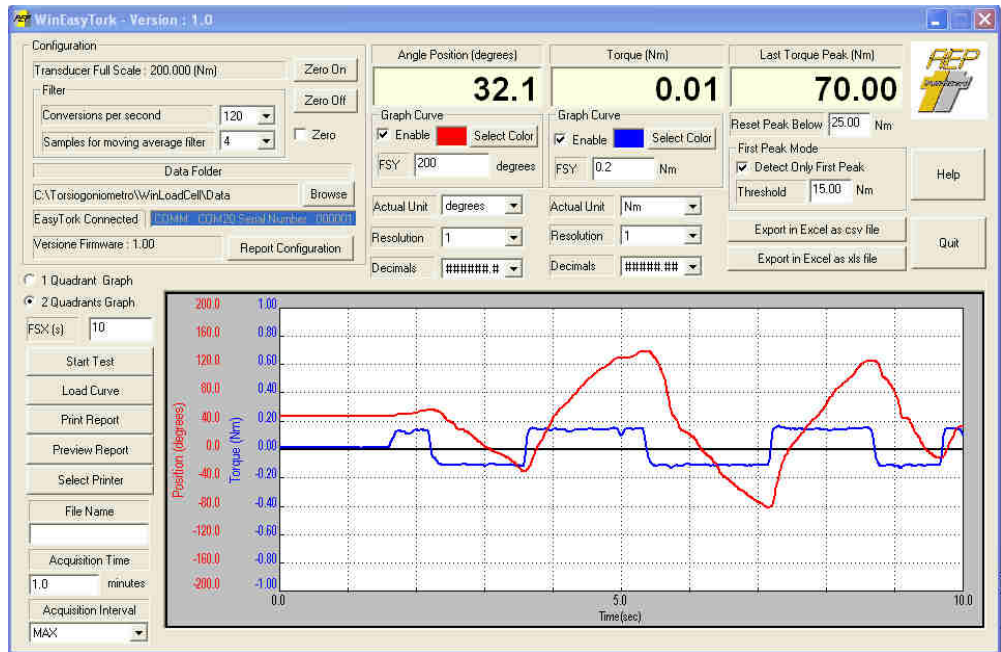 WinEasyTork - Version : 1.0
Configuration
Transducer Full Scale : 200.000 (Nm)
Zero On
Filter
Zero Off
Conversions per second
120
Zero
Samples for moving average filter
4
Data Folder
C:\Torsiogoniometro\WinLoadCell\Data
Browse
EasyTork Connected
COMM: COM20 Serial Number : 000001
Versione Firmware : 1.00
Report Configuration
Angle Position (degrees)
32.1
Graph Curve
Enable
Select Color
FSY
200
degrees
Actual Unit
degrees
Resolution
1
Decimals
######.#
Torque (Nm)
0.01
Graph Curve
Enable
Select Color
FSY
0.2
Nm
Actual Unit
Nm
Resolution
1
Decimals
#####.##
Last Torque Peak (Nm)
70.00
Reset Peak Below
25.00
Nm
First Peak Mode
Detect Only First Peak
Threshold
15.00
Nm
Export in Excel as csv file
Export in Excel as xls file
AEP
Help
Quit
1 Quadrant Graph
2 Quadrants Graph
FSX (s)
10
Start Test
Load Curve
Print Report
Preview Report
Select Printer
File Name
Acquisition Time
1.0
minutes
Acquisition Interval
MAX
Position (degrees)
200.0
160.0
120.0
80.0
40.0
0.0
-40.0
-80.0
-120.0
-160.0
-200.0
Torque (Nm)
1.00
0.80
0.60
0.40
0.20
0.00
-0.20
-0.40
-0.60
-0.80
-1.00
0.0
5.0
10.0
Time(sec)